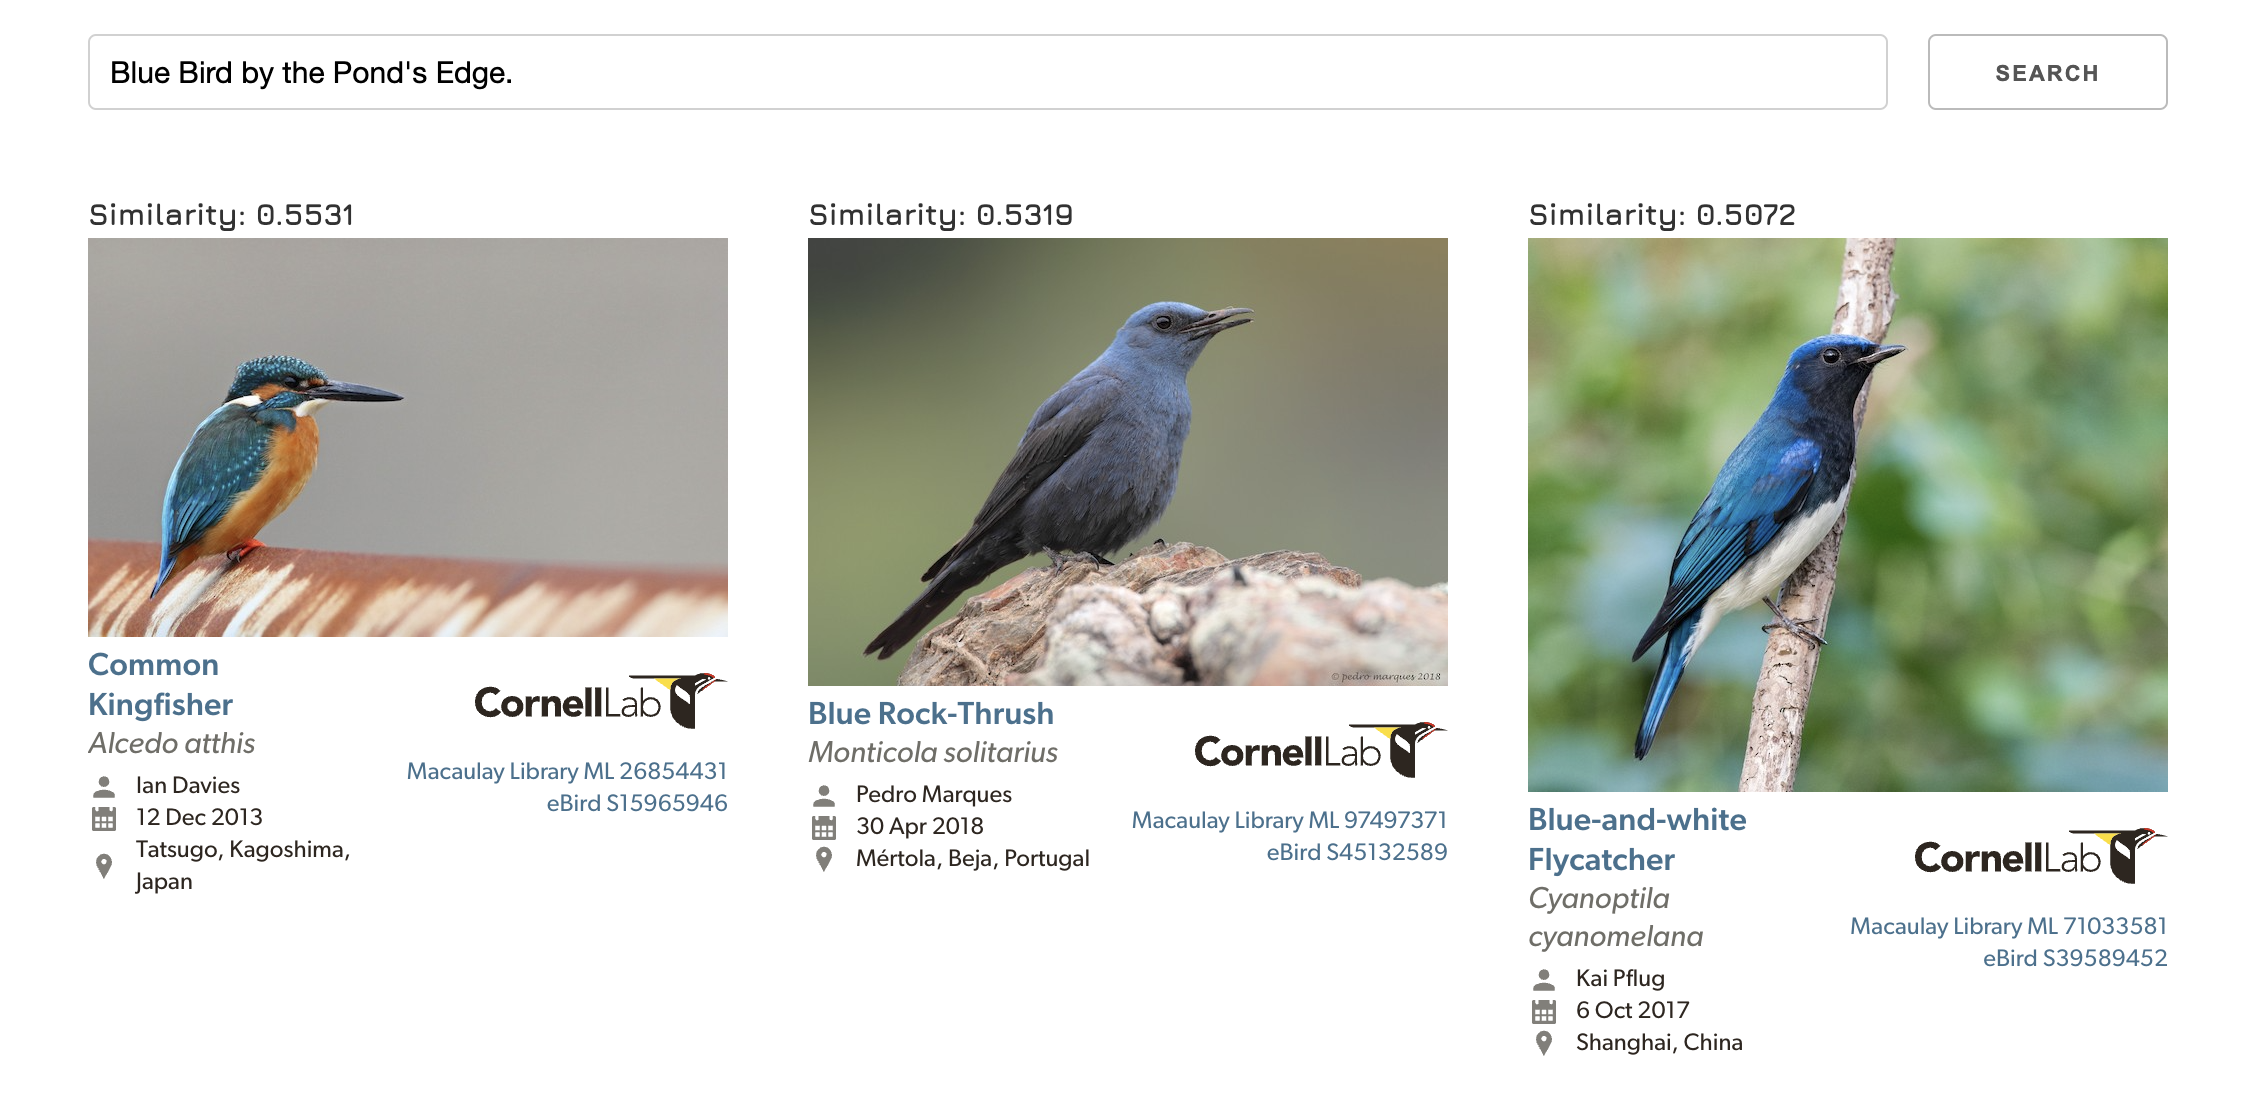 Blue Bird by the Pond's Edge.
SEARCH
Similarity: 0.5531
Common
Kingfisher
Alcedo atthis
Ian Davies
12 Dec 2013
Tatsugo, Kagoshima,
Japan
CornellLab
Macaulay Library ML 26854431
eBird S15965946
Similarity: 0.5319
© pedro marques 2018
Blue Rock-Thrush
Monticola solitarius
Pedro Marques
30 Apr 2018
Mértola, Beja, Portugal
CornellLab
Macaulay Library ML 97497371
eBird S45132589
Similarity: 0.5072
Blue-and-white
Flycatcher
Cyanoptila
cyanomelana
Kai Pflug
6 Oct 2017
Shanghai, China
CornellLab
Macaulay Library ML 71033581
eBird S39589452